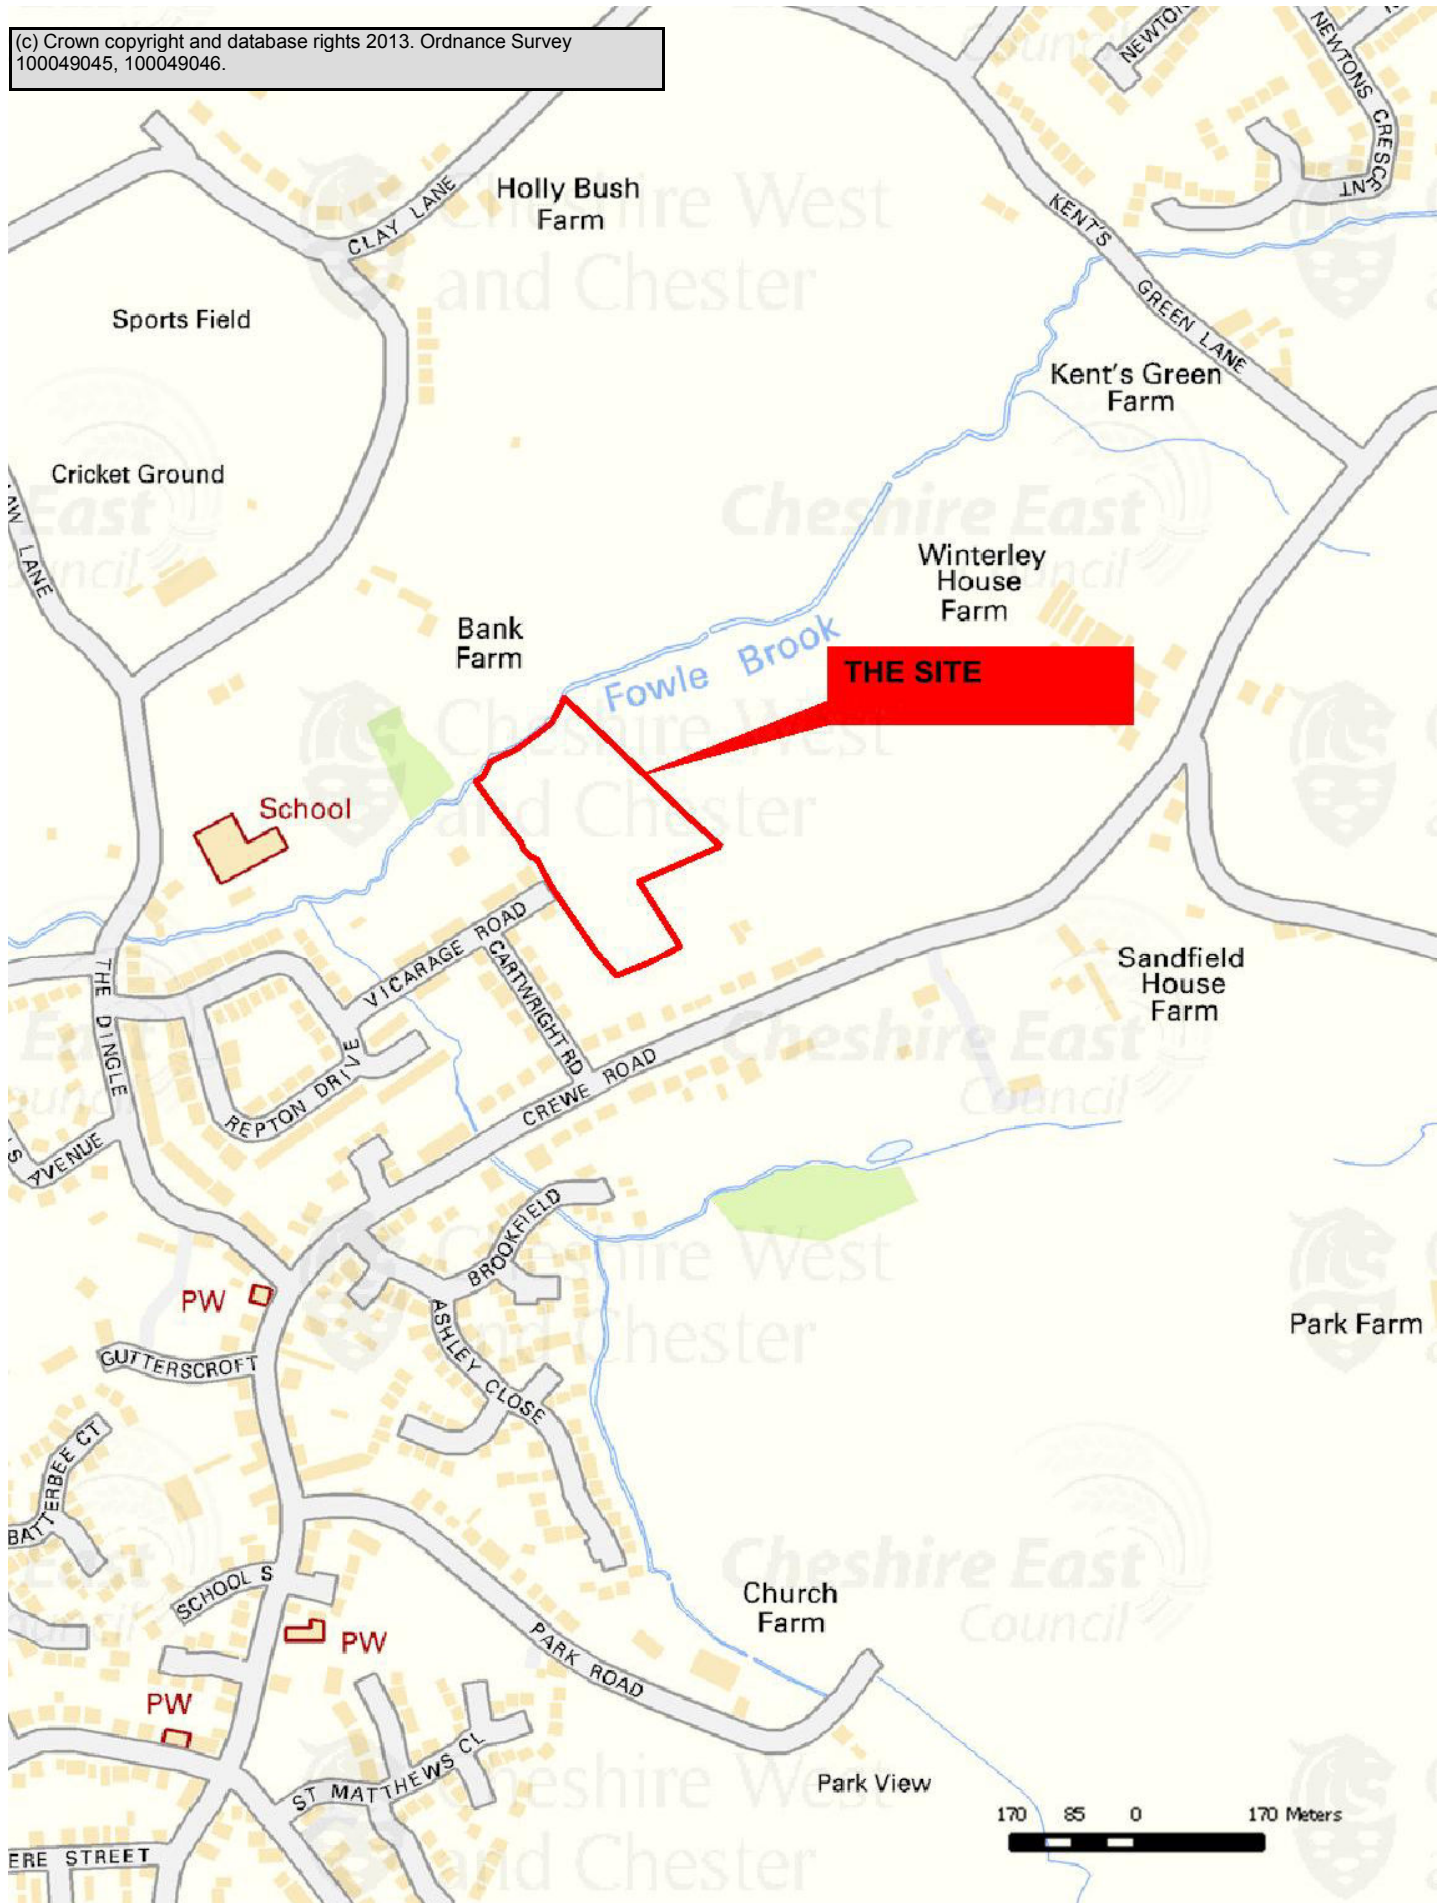 (c) Crown copyright and database rights 2013. Ordnance Survey
100049045, 100049046.
NEWTONS CRESCENT
CLAY LANE
Holly Bush
Farm
KENT'S
GREEN LANE
Sports Field
Kent's Green
Farm
Cricket Ground
LANE
Winterley
House
Farm
Bank
Farm
Fowle Brook
THE SITE
School
VICARAGE ROAD
CARTWRIGHT RD
THE DINGLE
REPTON DRIVE
CREWE ROAD
Sandfield
House
Farm
S AVENUE
BROOKFIELD
PW
ASHLEY CLOSE
GUTTERSCROFT
Park Farm
BATTERBEE CT
SCHOOL S
PW
Church
Farm
PARK ROAD
PW
ST MATTHEWS CL
Park View
170 85 0 170 Meters
ERE STREET
Cheshire West
and Chester
Cheshire East
Council